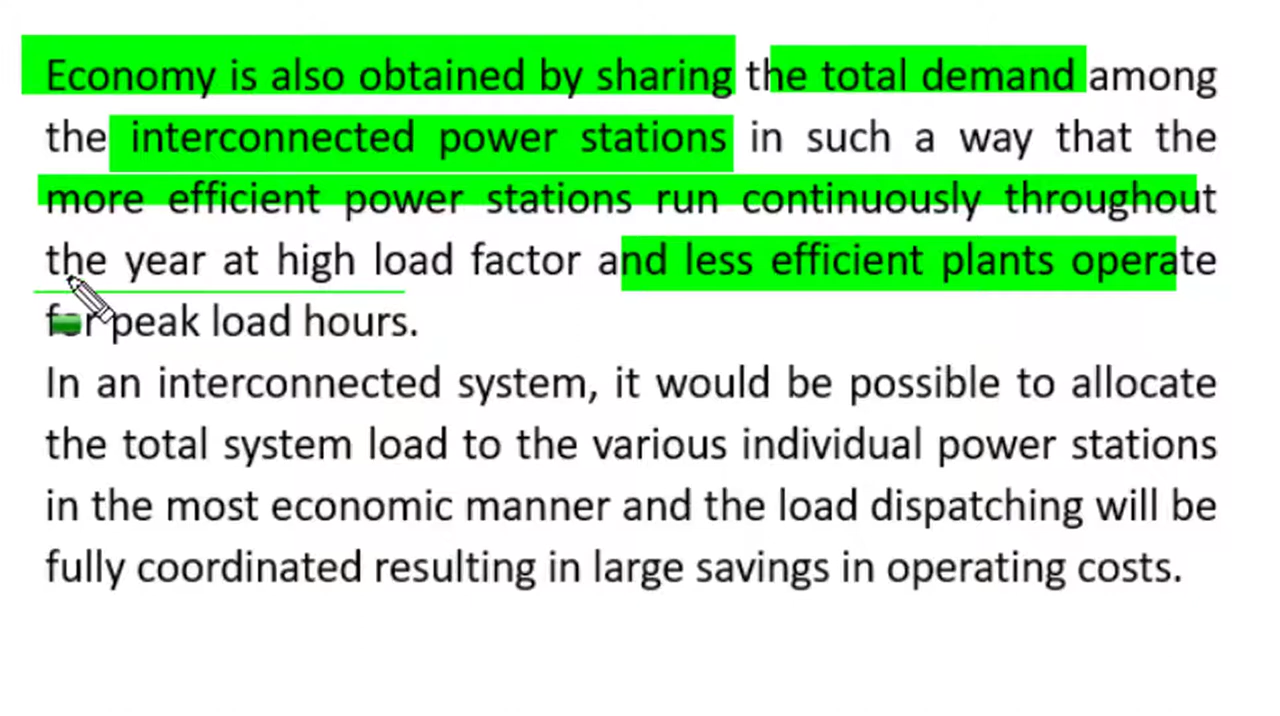 Economy is also obtained by sharing the total demand among
the interconnected power stations in such a way that the
more efficient power stations run continuously throughout
the year at high load factor and less efficient plants operate
for peak load hours.
In an interconnected system, it would be possible to allocate
the total system load to the various individual power stations
in the most economic manner and the load dispatching will be
fully coordinated resulting in large savings in operating costs.